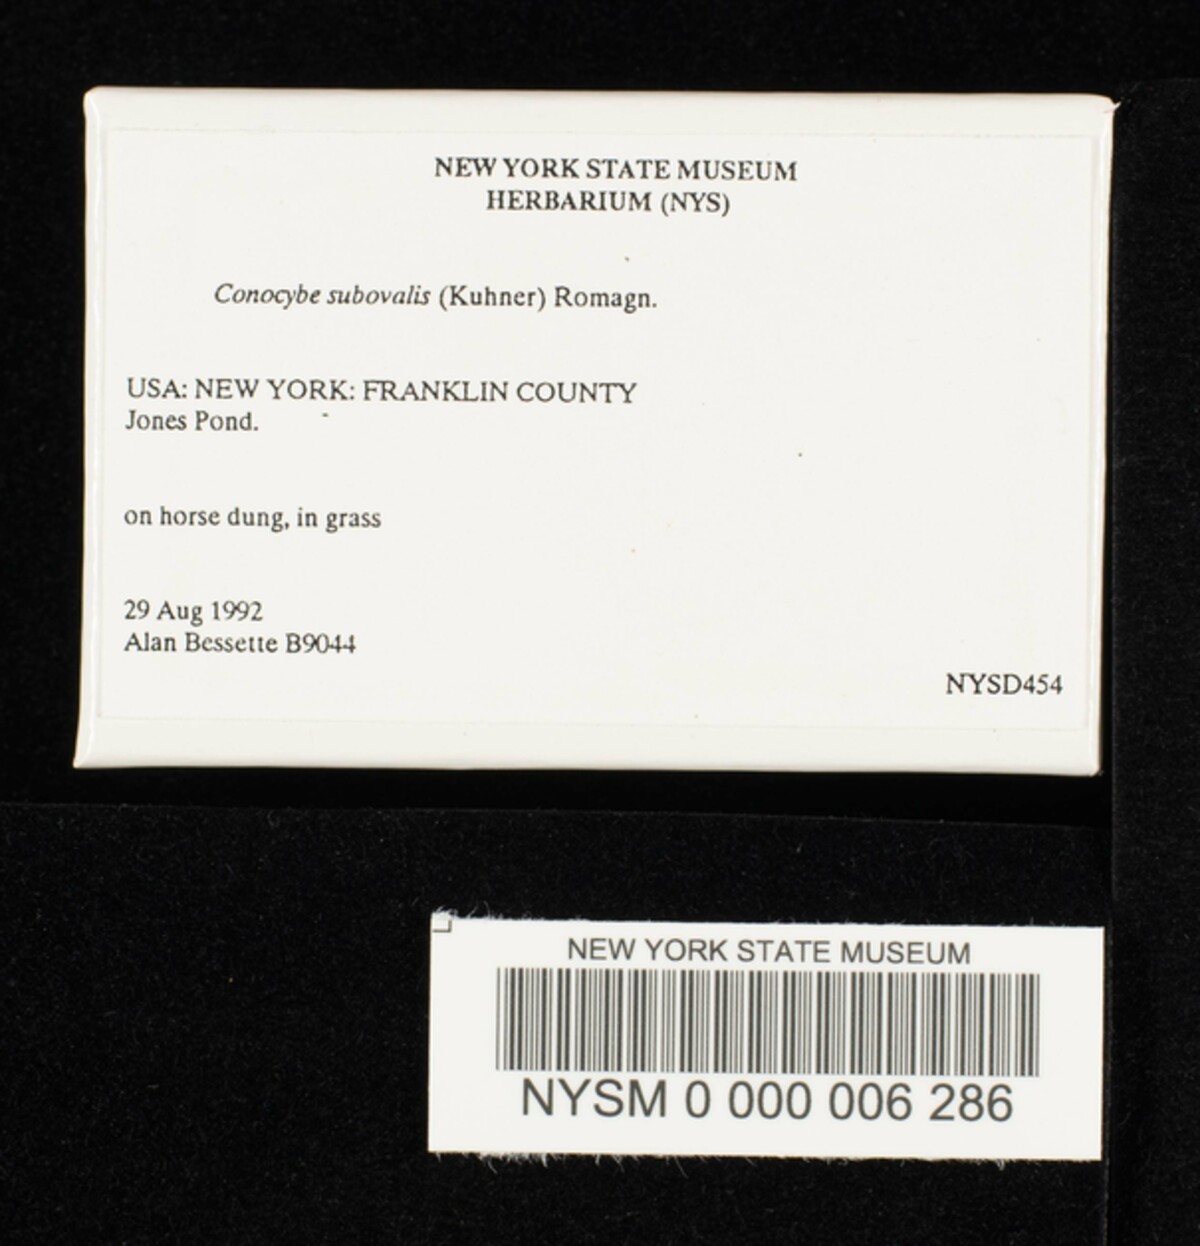 NEW YORK STATE MUSEUM
HERBARIUM (NYS)
Conocybe subovalis (Kuhner) Romagn.
USA: NEW YORK: FRANKLIN COUNTY
Jones Pond.
on horse dung, in grass
29 Aug 1992
Alan Bessette B9044
NYSD454
NEW YORK STATE MUSEUM
NYSM 0 000 006 286